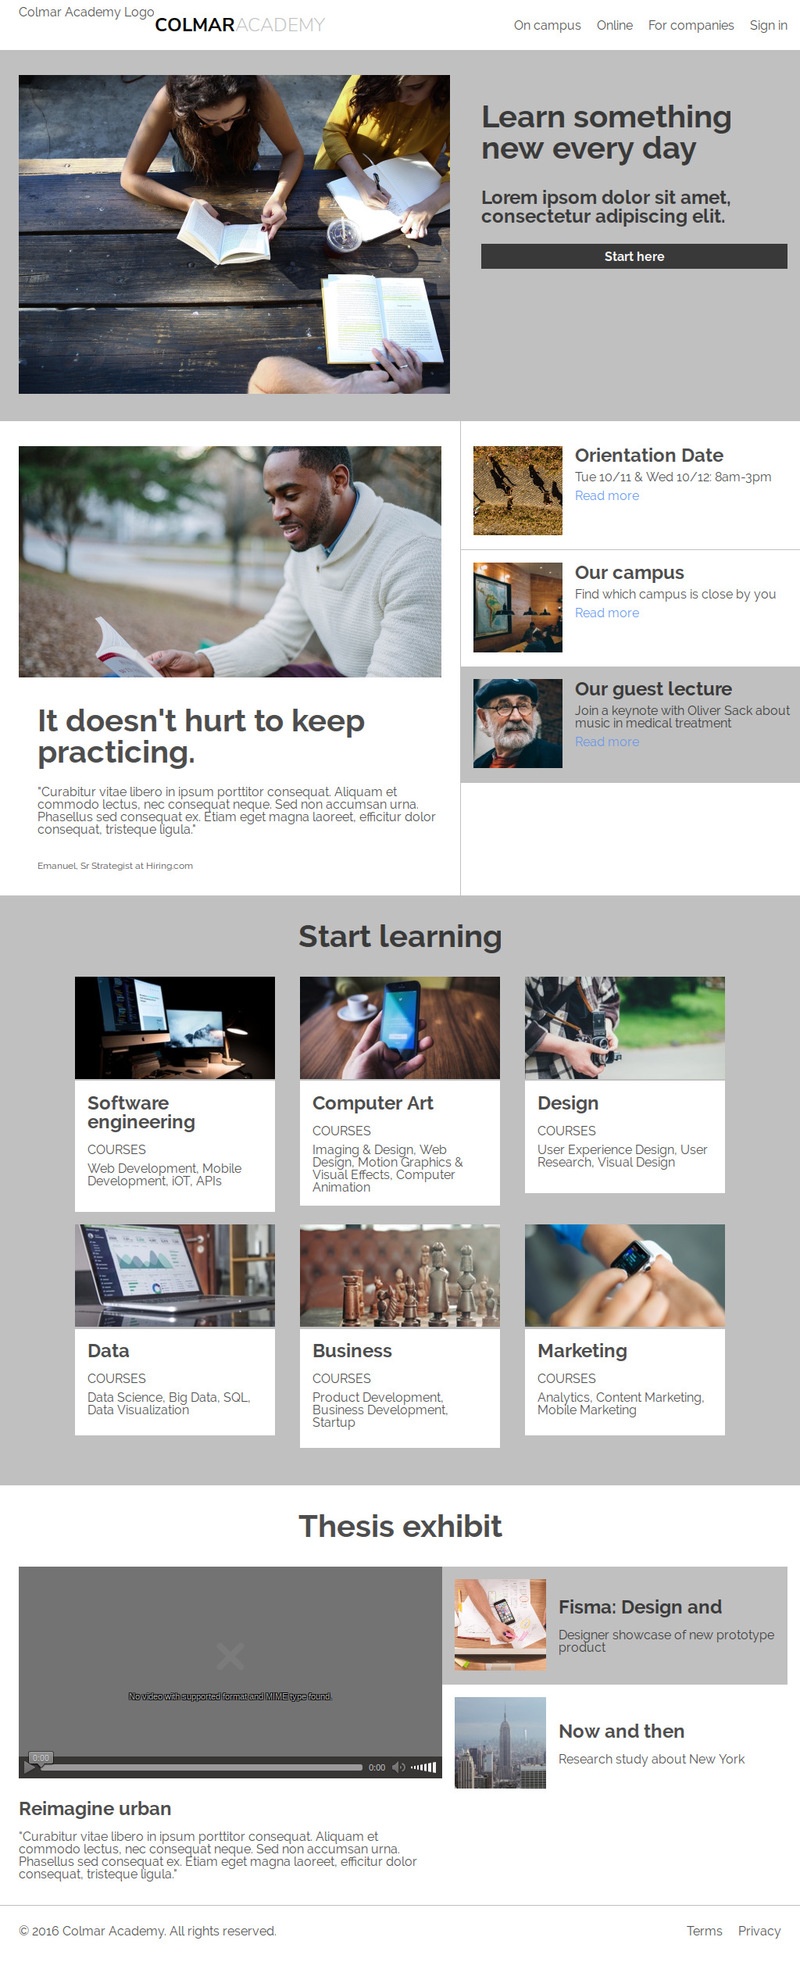 Colmar Academy Logo
COLMARACADEMY
On campus Online For companies Sign in
Learn something
new every day
Lorem ipsum dolor sit amet,
consectetur adipiscing elit.
Start here
It doesn't hurt to keep
practicing.
"Curabitur vitae libero in ipsum porttitor consequat. Aliquam et
commodo lectus, nec consequat neque. Sed non accumsan urna.
Phasellus sed consequat ex. Etiam eget magna laoreet, efficitur dolor
consequat, tristeque ligula."
Emanuel, Sr Strategist at Hiring.com
Orientation Date
Tue 10/11 & Wed 10/12: 8am-3pm
Read more
Our campus
Find which campus is close by you
Read more
Our guest lecture
Join a keynote with Oliver Sack about
music in medical treatment
Read more
Start learning
Software
engineering
COURSES
Web Development, Mobile
Development, iOT, APIs
Computer Art
COURSES
Imaging & Design, Web
Design, Motion Graphics &
Visual Effects, Computer
Animation
Design
COURSES
User Experience Design, User
Research, Visual Design
Data
COURSES
Data Science, Big Data, SQL,
Data Visualization
Business
COURSES
Product Development,
Business Development,
Startup
Marketing
COURSES
Analytics, Content Marketing,
Mobile Marketing
Thesis exhibit
No video with supported format and MIME type found.
0:00
0:00
Reimagine urban
"Curabitur vitae libero in ipsum porttitor consequat. Aliquam et
commodo lectus, nec consequat neque. Sed non accumsan urna.
Phasellus sed consequat ex. Etiam eget magna laoreet, efficitur dolor
consequat, tristeque ligula."
Fisma: Design and
Designer showcase of new prototype
product
Now and then
Research study about New York
© 2016 Colmar Academy. All rights reserved.
Terms Privacy